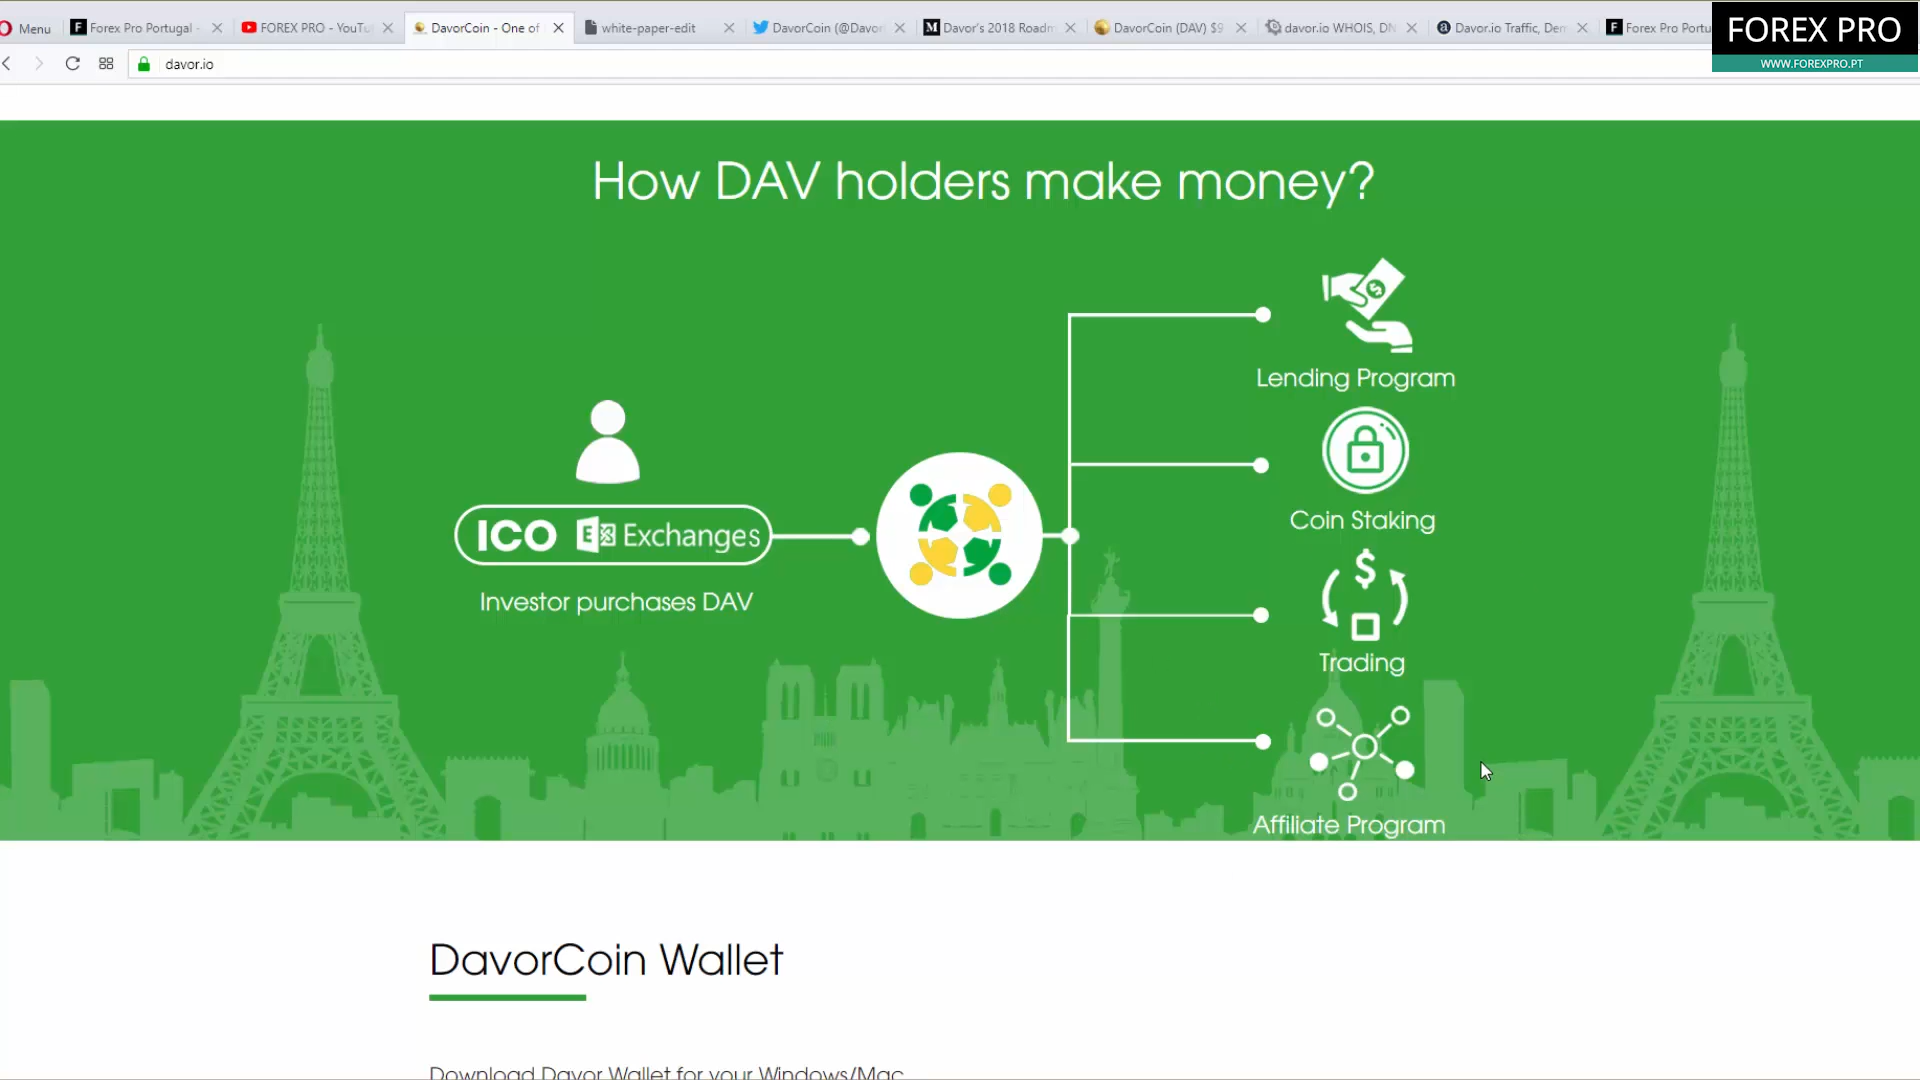 Menu
Forex Pro Portugal -
FOREX PRO - YouTu
DavorCoin - One of
white-paper-edit
DavorCoin (@Davor
Davor's 2018 Roadm
DavorCoin (DAV) $9
davor.io WHOIS, DN
Davor.io Traffic, Dem
Forex Pro Portu
FOREX PRO
WWW.FOREXPRO.PT
davor.io
How DAV holders make money?
Lending Program
Coin Staking
ICO Exchanges
Investor purchases DAV
Trading
Affiliate Program
DavorCoin Wallet
Download Davor Wallet for your Windows/Mac